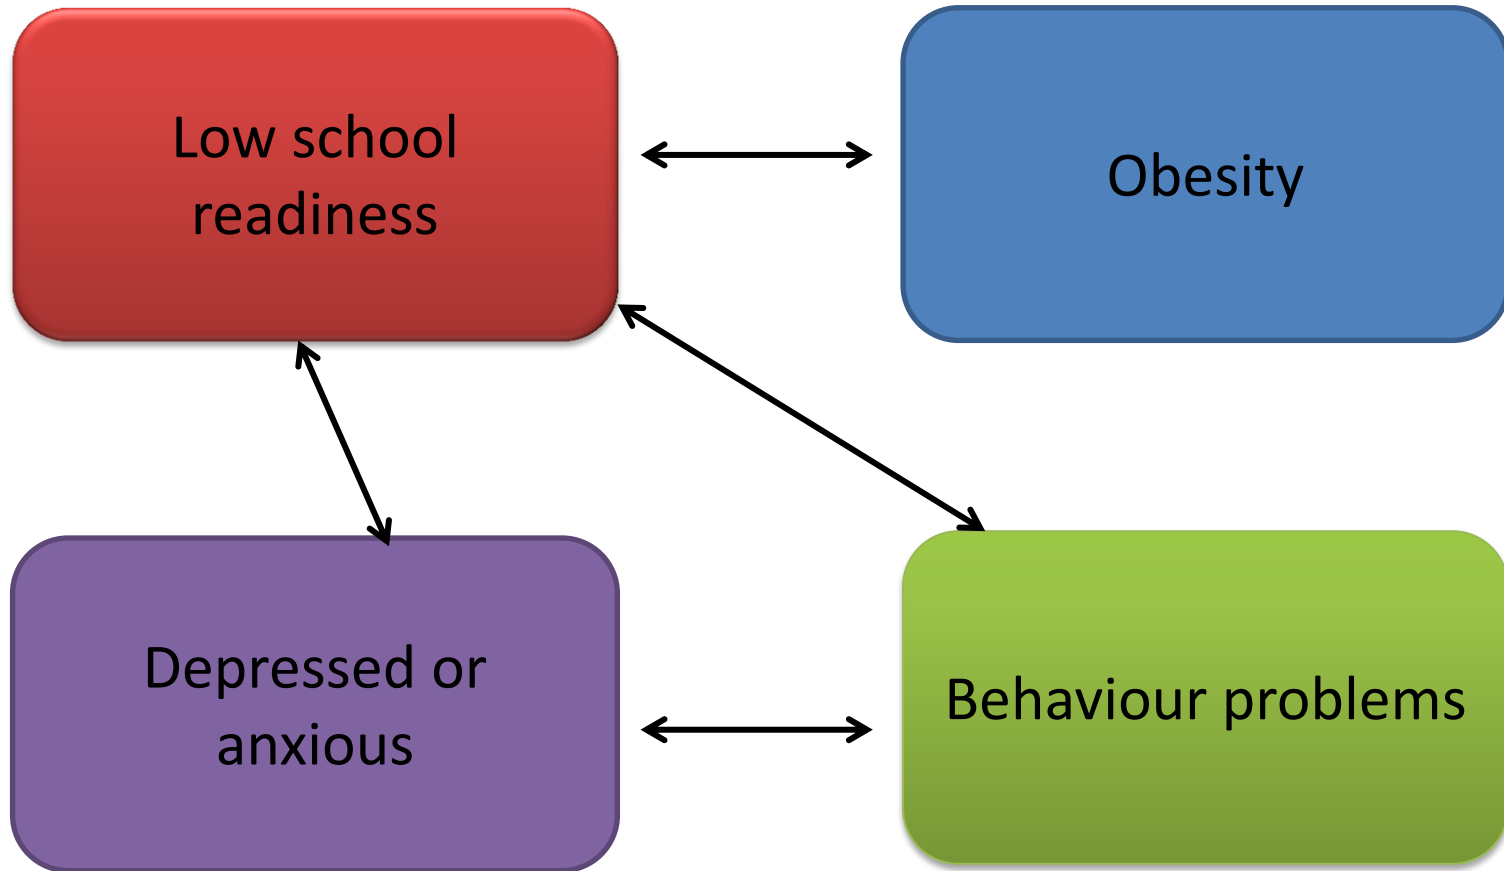 Low school
readiness
Obesity
Depressed or
anxious
Behaviour problems